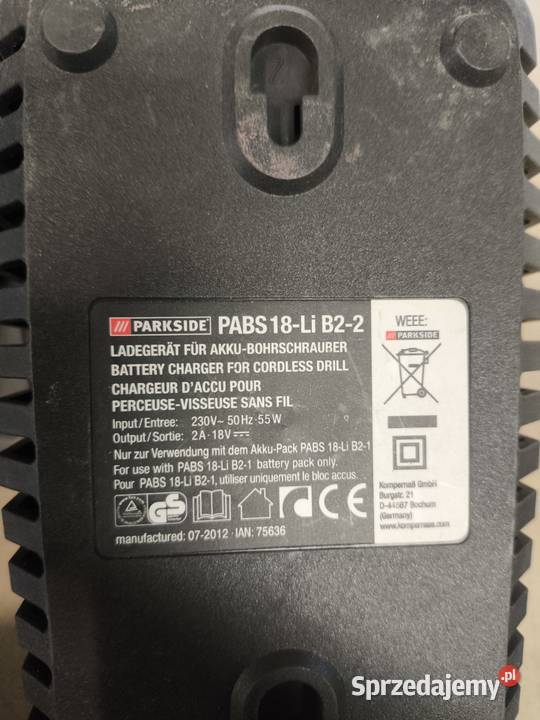 /// PARKSIDE PABS 18-Li B2-2
LADEGERÄT FÜR AKKU-BOHRSCHRAUBER
BATTERY CHARGER FOR CORDLESS DRILL
CHARGEUR D'ACCU POUR
PERCEUSE-VISSEUSE SANS FIL
Input/Entree: 230V~ 50Hz·55W
Output/Sortie: 2A·18V
Nur zur Verwendung mit dem Akku-Pack PABS 18-Li B2-1
For use with PABS 18-Li B2-1 battery pack only.
Pour PABS 18-Li B2-1, utiliser uniquement le bloc accus.
GS CE
manufactured: 07-2012 · IAN: 75636
WEEE:
/// PARKSIDE
Kompernaß GmbH
Burgstr. 21
D-44867 Bochum
(Germany)
www.kompernass.com
Sprzedajemy.pl